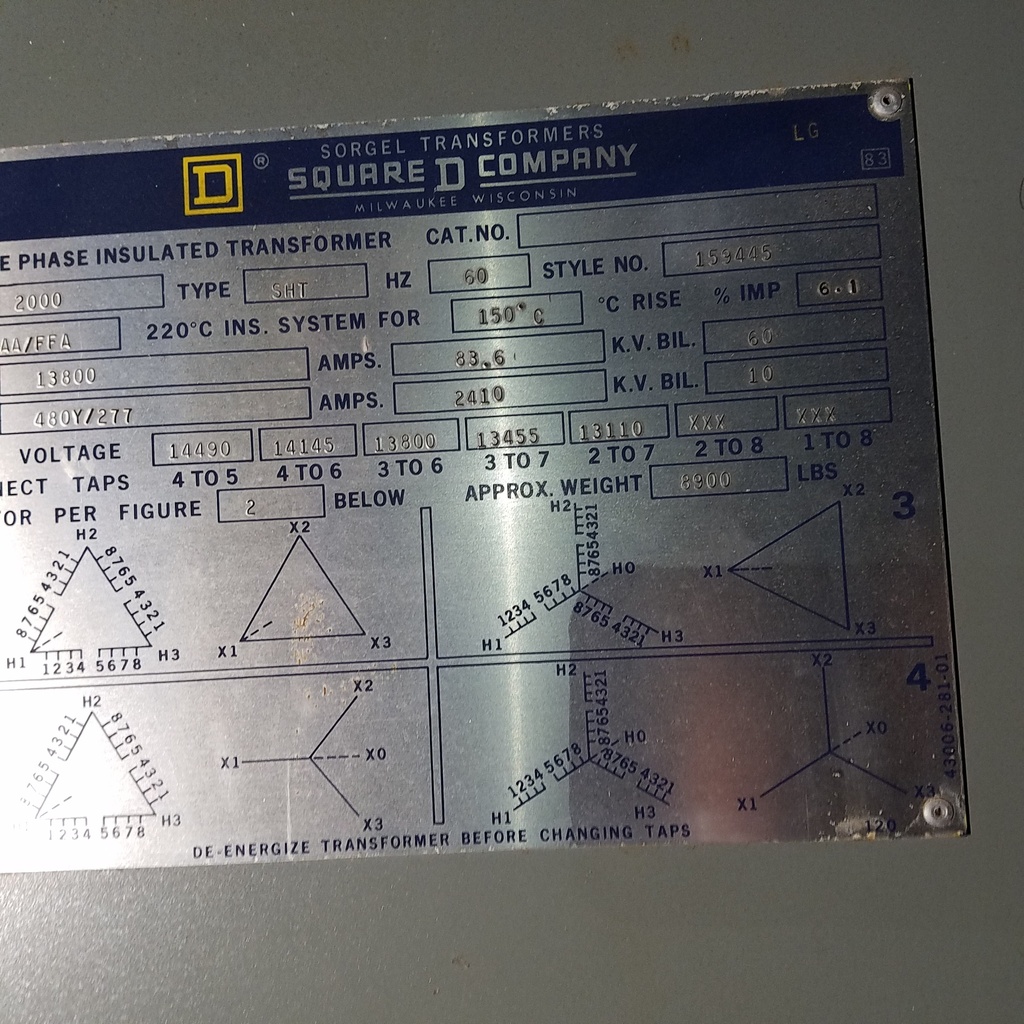 SORGEL TRANSFORMERS LG
D ® SQUARE D COMPANY 83
MILWAUKEE WISCONSIN
E PHASE INSULATED TRANSFORMER CAT.NO.
2000 TYPE SHT HZ 60 STYLE NO. 159445
AA/FFA 220°C INS. SYSTEM FOR 150° C °C RISE % IMP 6.1
13800 AMPS. 83.6 K.V. BIL. 60
480Y/277 AMPS. 2410 K.V. BIL. 10
VOLTAGE 14490 14145 13800 13455 13110 XXX XXX
NECT TAPS 4 TO 5 4 TO 6 3 TO 6 3 TO 7 2 TO 7 2 TO 8 1 TO 8
TOR PER FIGURE 2 BELOW APPROX. WEIGHT 8900 LBS
H2 87654321 87654321 H1 1234 5678 H3
X2 X1 X3
H2 87654321 H0 1234 5678 H1 8765 4321 H3
X2 X1 X3 3
H2 8765 4321 3765 4321 1234 5678 H3
X2 X1 X0 X3
H2 87654321 H0 1234 5678 H1 8765 4321 H3
X2 X0 X1 X3 4
43006-281-01
120
DE-ENERGIZE TRANSFORMER BEFORE CHANGING TAPS